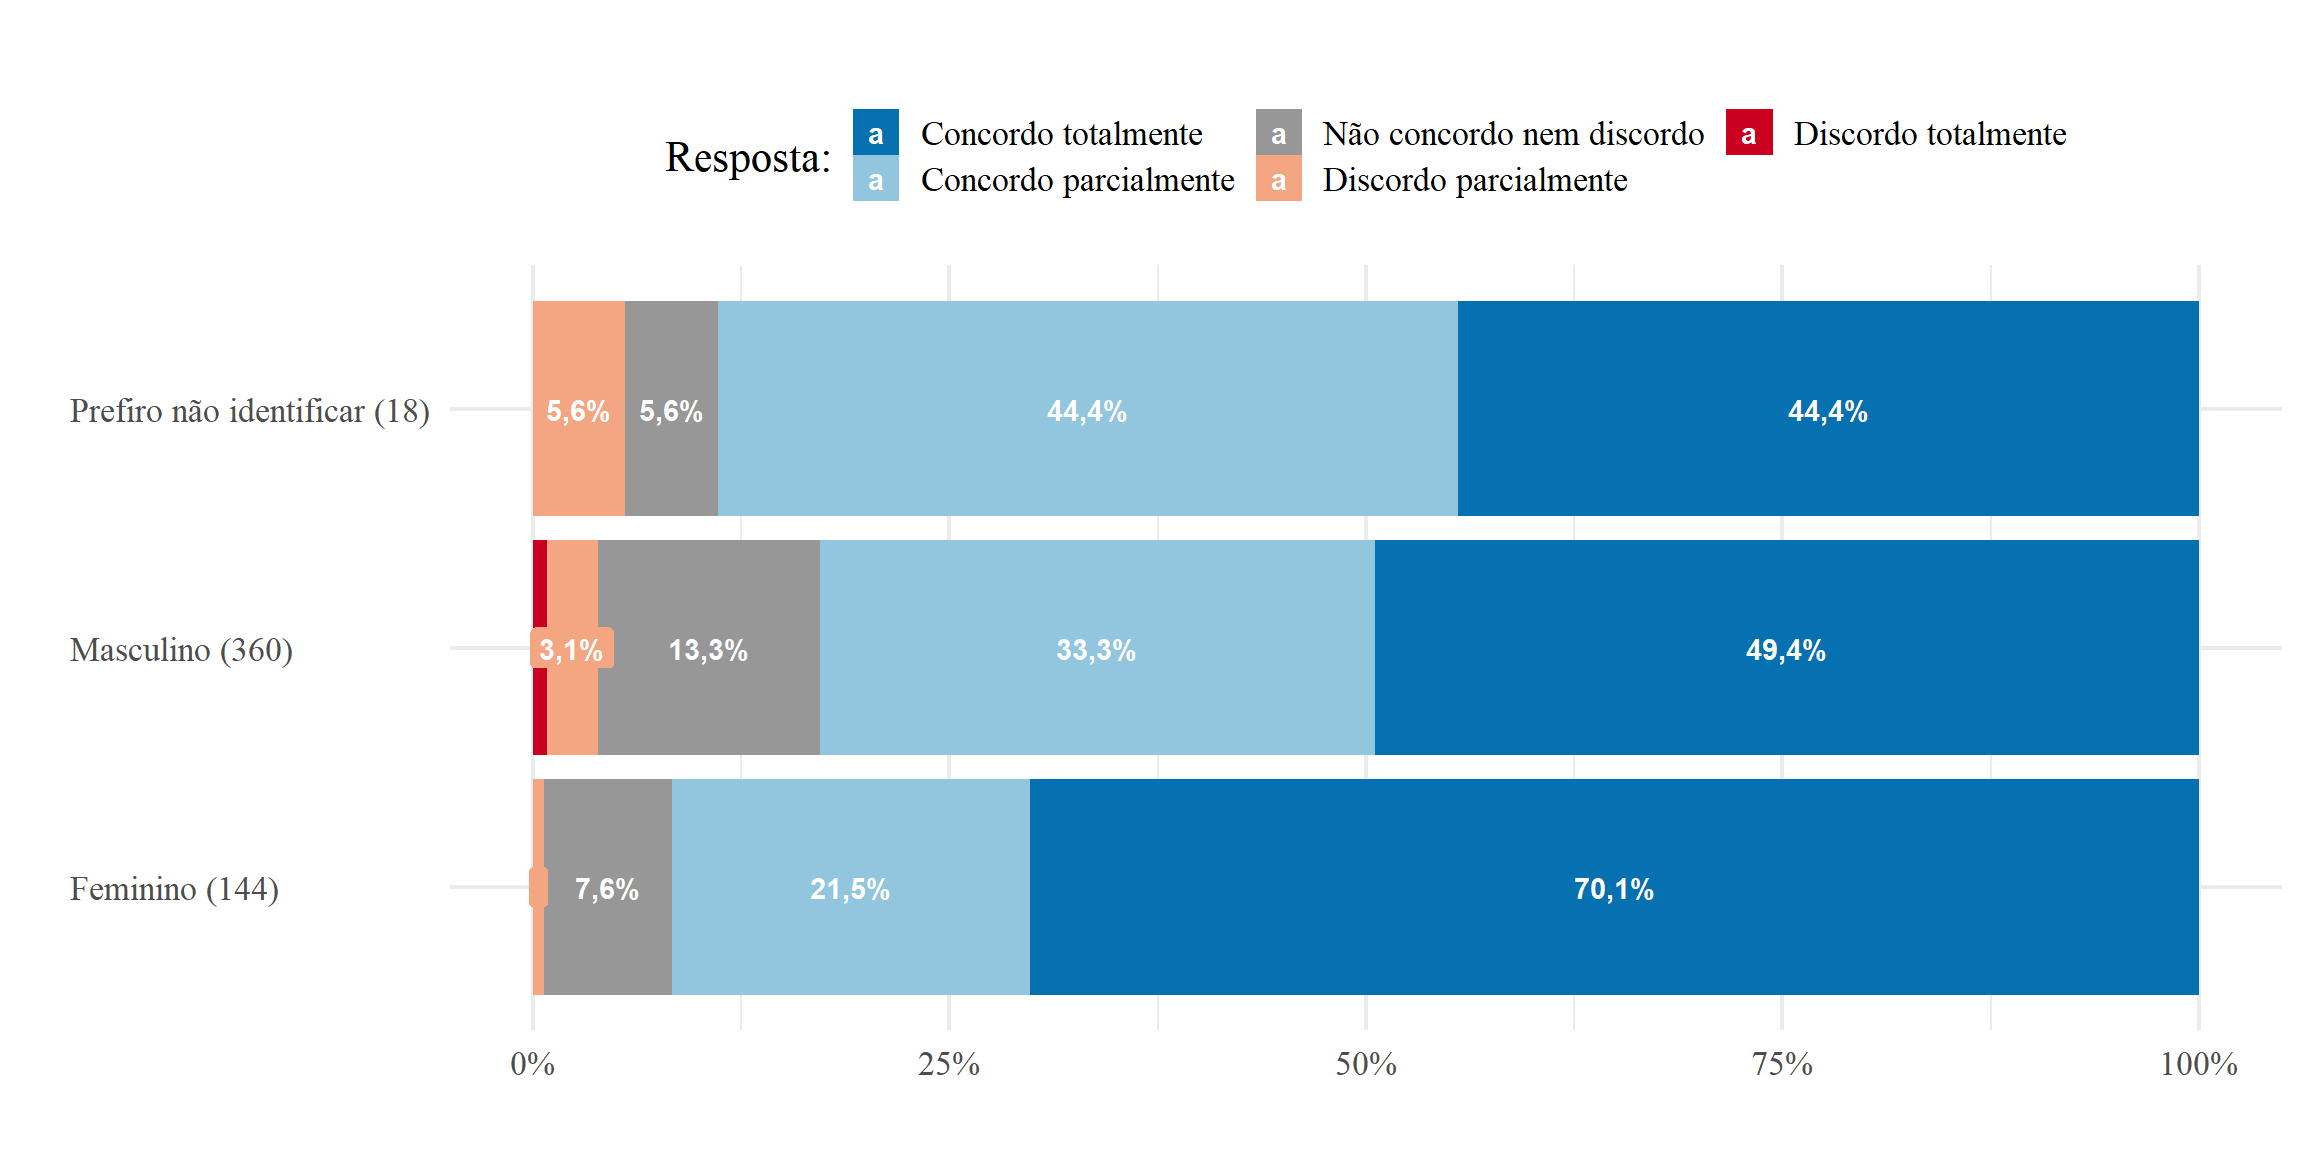 Resposta:
a Concordo totalmente
a Concordo parcialmente
a Não concordo nem discordo
a Discordo parcialmente
a Discordo totalmente
Prefiro não identificar (18)
5,6% 5,6% 44,4% 44,4%
Masculino (360)
3,1% 13,3% 33,3% 49,4%
Feminino (144)
7,6% 21,5% 70,1%
0% 25% 50% 75% 100%